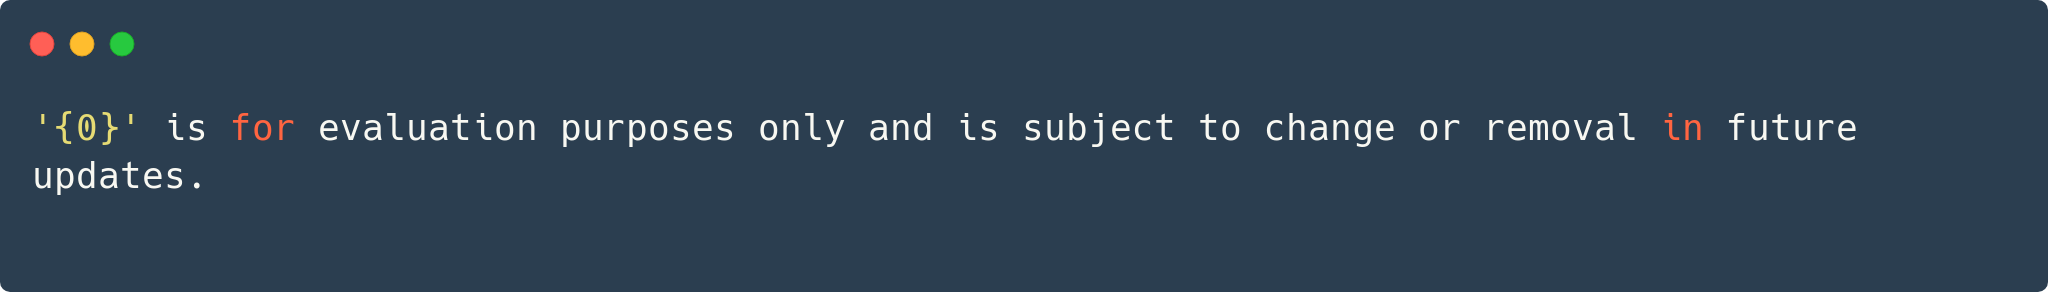 '{0}' is for evaluation purposes only and is subject to change or removal in future
updates.